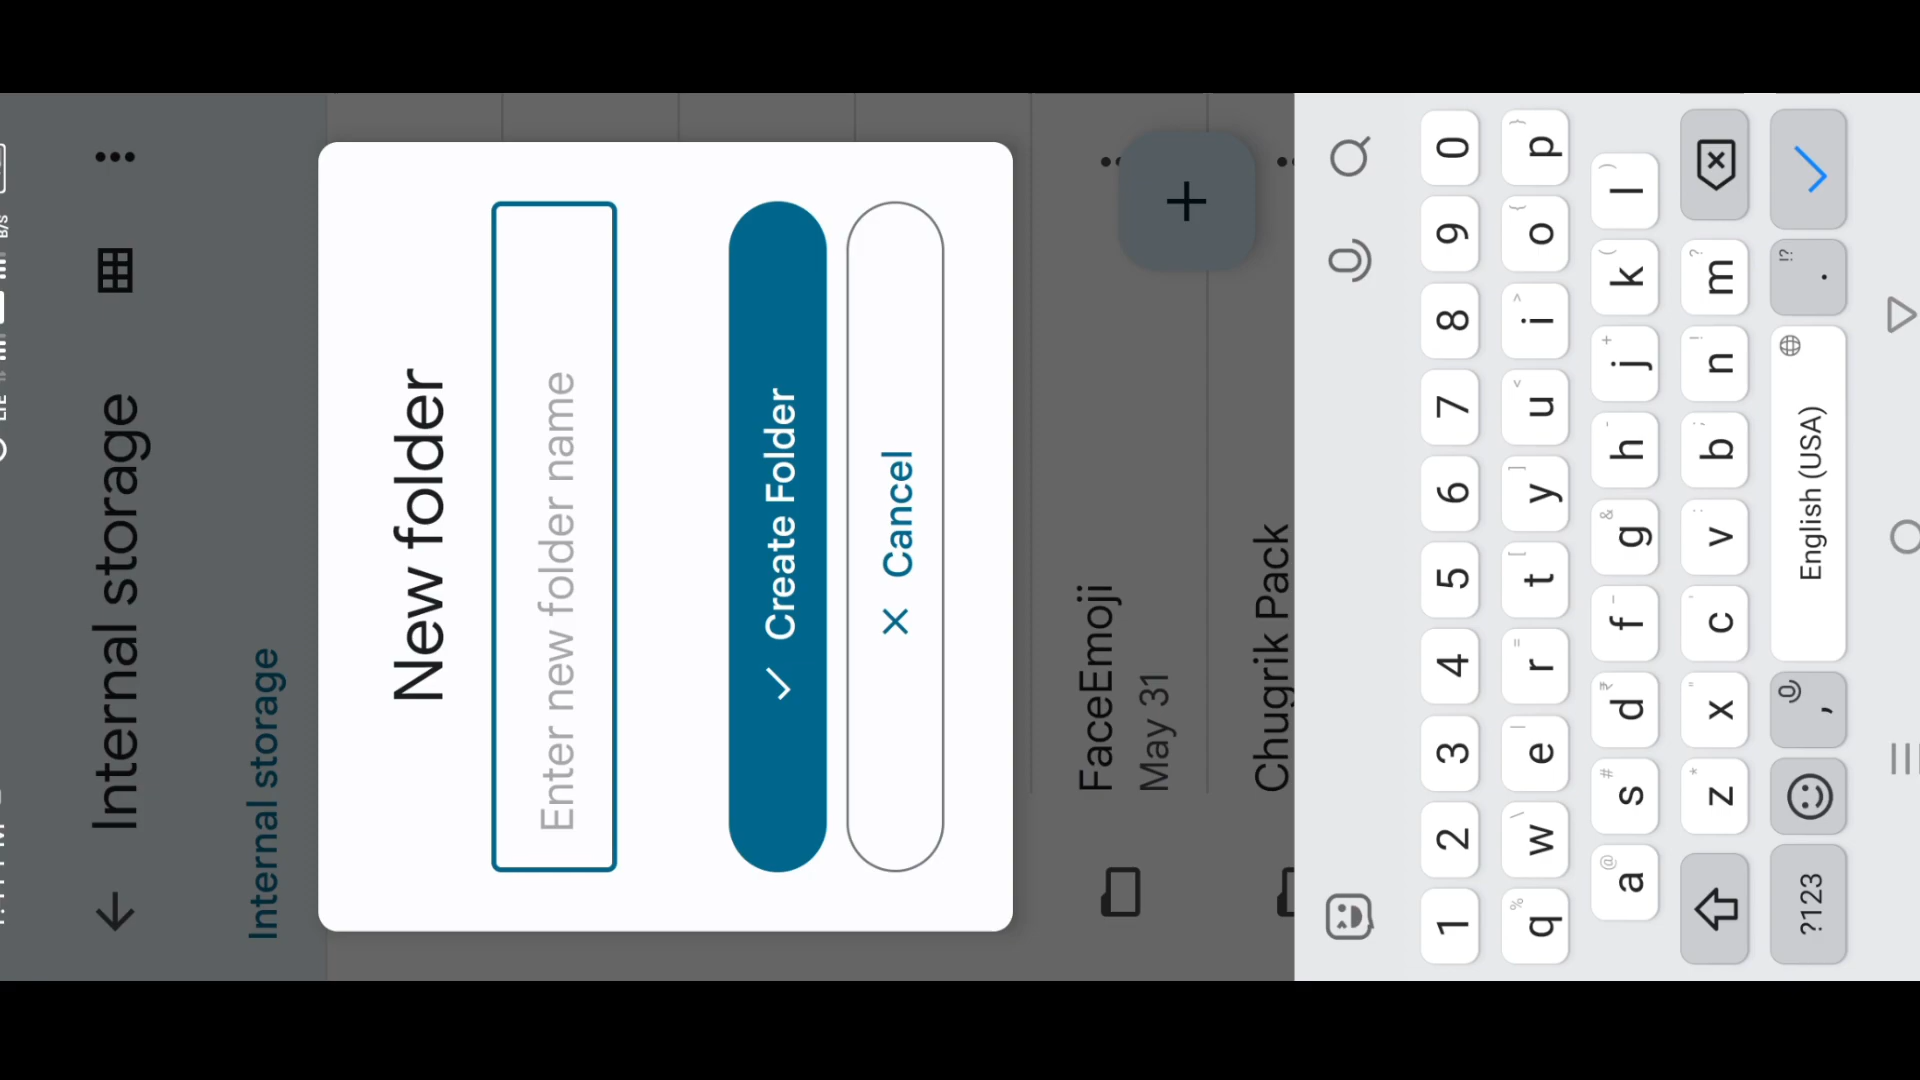 Internal storage
Internal storage
New folder
Enter new folder name
Create Folder
Cancel
FaceEmoji
May 31
Chugrik Pack
1 2 3 4 5 6 7 8 9 0
q w e r t y u i o p
a s d f g h j k l
z x c v b n m
?123 , English (USA) .